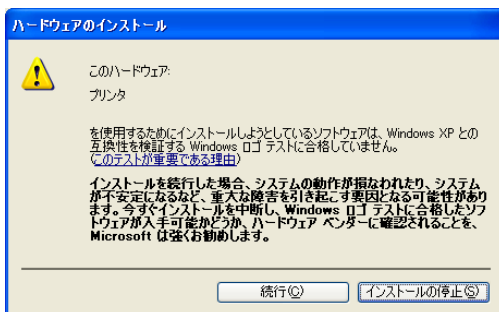 ハードウェアのインストール
このハードウェア:
プリンタ
を使用するためにインストールしようとしているソフトウェアは、Windows XP との
互換性を検証する Windows ロゴ テストに合格していません。
(このテストが重要である理由)
インストールを続行した場合、システムの動作が損なわれたり、システム
が不安定になるなど、重大な障害を引き起こす要因となる可能性があり
ます。今すぐインストールを中断し、Windows ロゴ テストに合格したソフ
トウェアが入手可能かどうか、ハードウェア ベンダーに確認されることを、
Microsoft は強くお勧めします。
続行(C)
インストールの停止(S)